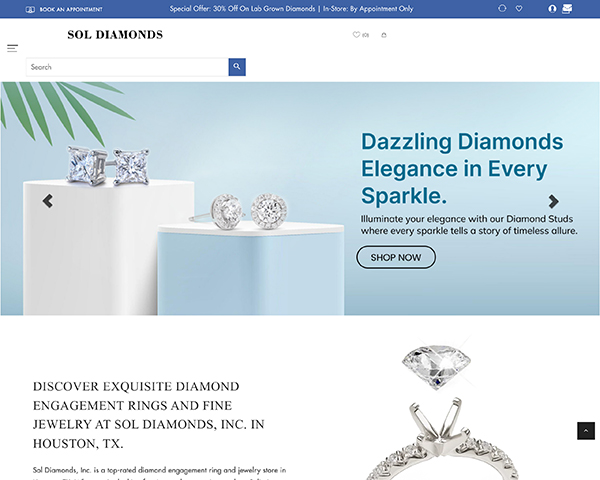 BOOK AN APPOINTMENT
Special Offer: 30% Off On Lab Grown Diamonds | In-Store: By Appointment Only
SOL DIAMONDS
(0)
Search
Dazzling Diamonds
Elegance in Every
Sparkle.
Illuminate your elegance with our Diamond Studs
where every sparkle tells a story of timeless allure.
SHOP NOW
DISCOVER EXQUISITE DIAMOND
ENGAGEMENT RINGS AND FINE
JEWELRY AT SOL DIAMONDS, INC. IN
HOUSTON, TX.
Sol Diamonds, Inc. is a top-rated diamond engagement ring and jewelry store in